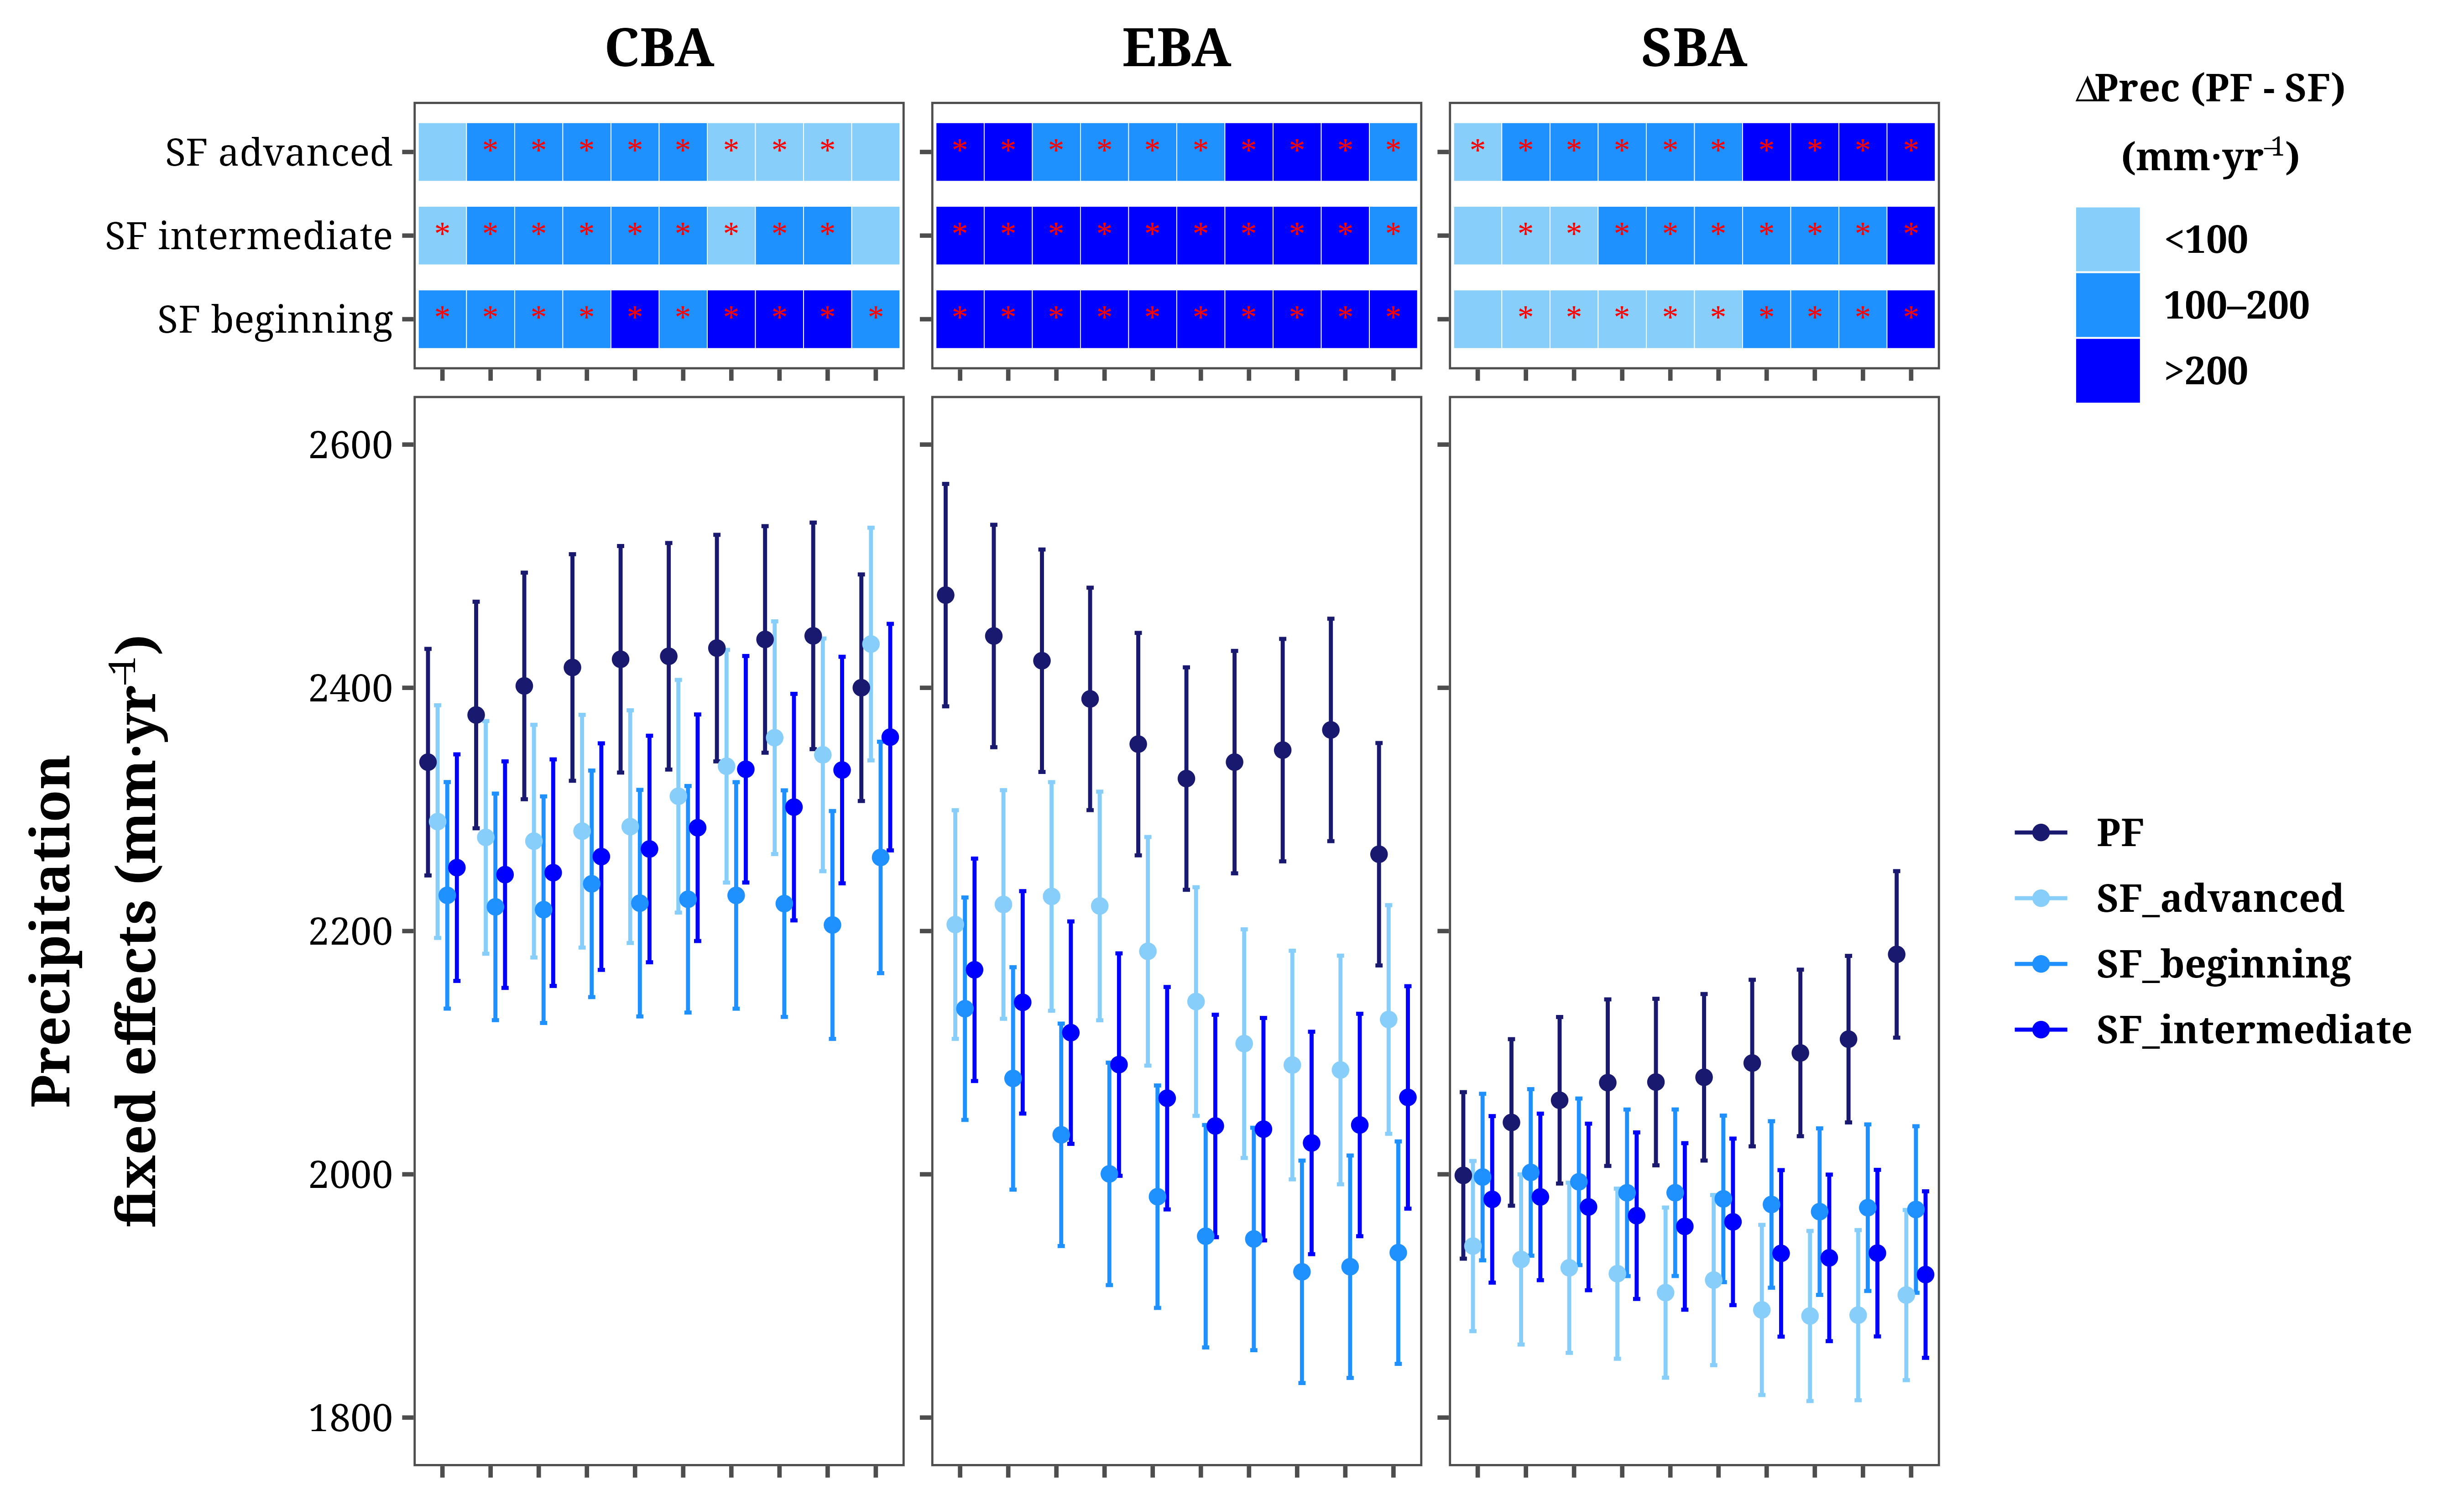 CBA EBA SBA
ΔPrec (PF - SF)
(mm·yr⁻¹)
<100
100–200
>200
SF advanced * * * * * * * * * * * * * * * * * * * * * * * * * * * *
SF intermediate * * * * * * * * * * * * * * * * * * * * * * * * * * * *
SF beginning * * * * * * * * * * * * * * * * * * * * * * * * * * * * *
Precipitation
fixed effects (mm·yr⁻¹)
2600
2400
2200
2000
1800
PF
SF_advanced
SF_beginning
SF_intermediate